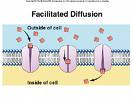 Facilitated Diffusion
Outside of cell
Inside of cell